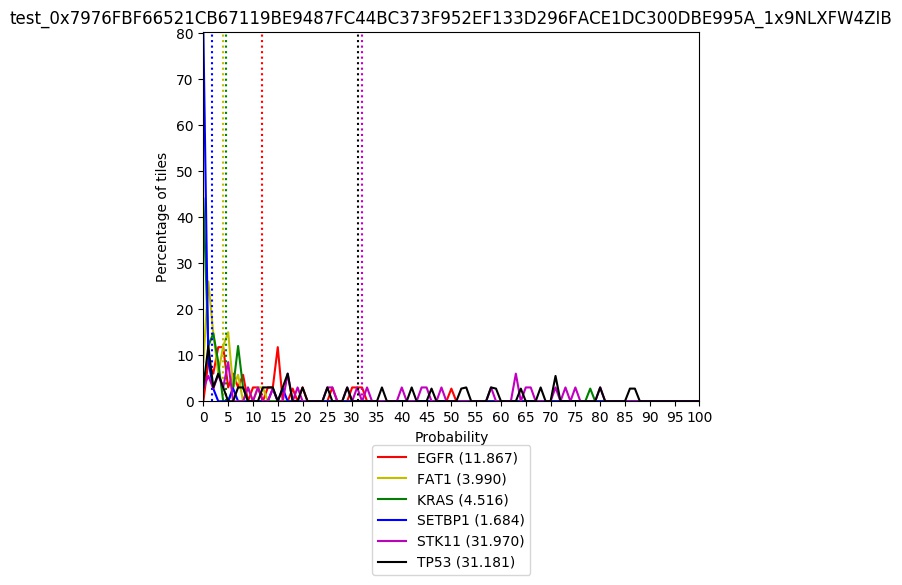 test_0x7976FBF66521CB67119BE9487FC44BC373F952EF133D296FACE1DC300DBE995A_1x9NLXFW4ZIB
80
70
60
50
40
30
20
10
0
Percentage of tiles
0 5 10 15 20 25 30 35 40 45 50 55 60 65 70 75 80 85 90 95 100
Probability
EGFR (11.867)
FAT1 (3.990)
KRAS (4.516)
SETBP1 (1.684)
STK11 (31.970)
TP53 (31.181)